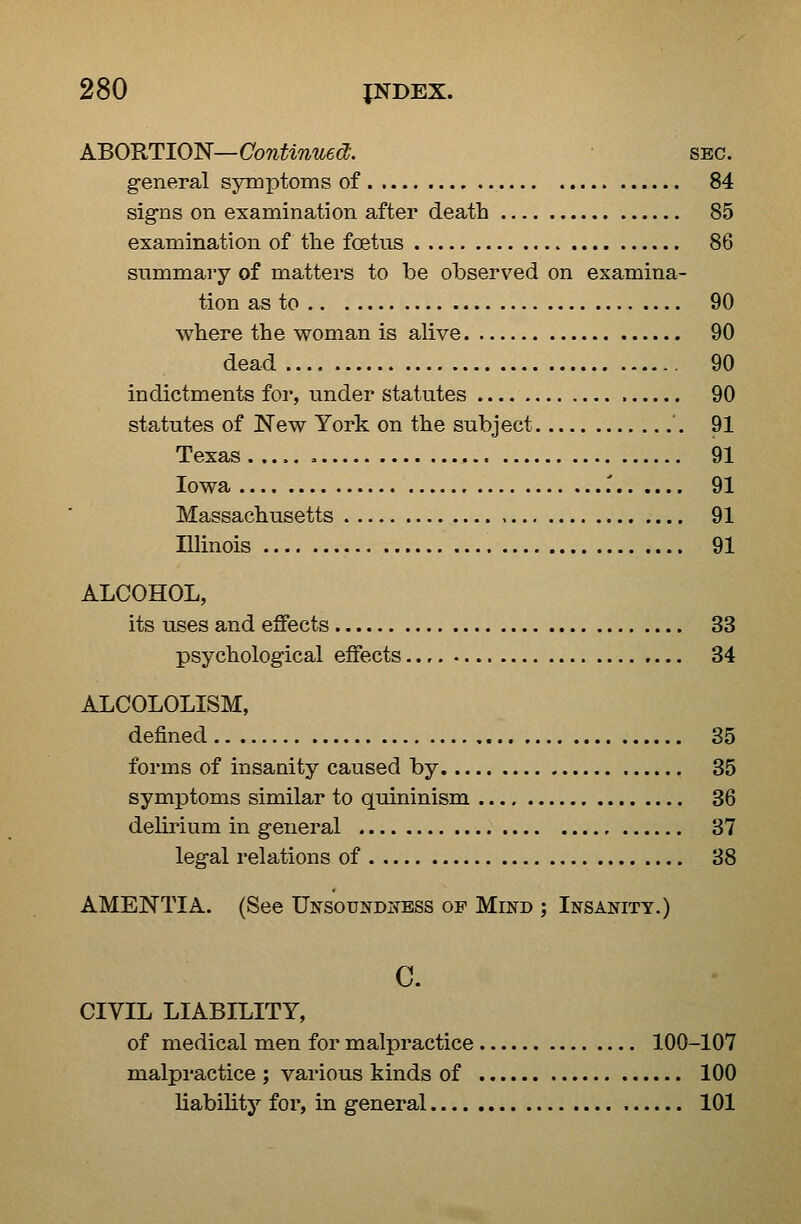 280 INDEX.
ABORTION—Continued. SEC.
general symptoms of .................... 84
signs on examination after death .................... 85
examination of the fœtus .................... 86
summary of matters to be observed on examina-
tion as to .................... 90
where the woman is alive .................... 90
dead .................... 90
indictments for, under statutes .................... 90
statutes of New York on the subject .................... 91
Texas .................... 91
Iowa .................... 91
Massachusetts .................... 91
Illinois .................... 91
ALCOHOL,
its uses and effects .................... 33
psychological effects .................... 34
ALCOLOLISM,
defined .................... 35
forms of insanity caused by .................... 35
symptoms similar to quininism .................... 36
delirium in general .................... 37
legal relations of .................... 38
AMENTIA. (See UNSOUNDNESS OF MIND ; INSANITY.)
C.
CIVIL LIABILITY,
of medical men for malpractice .................... 100-107
malpractice ; various kinds of .................... 100
liability for, in general .................... 101